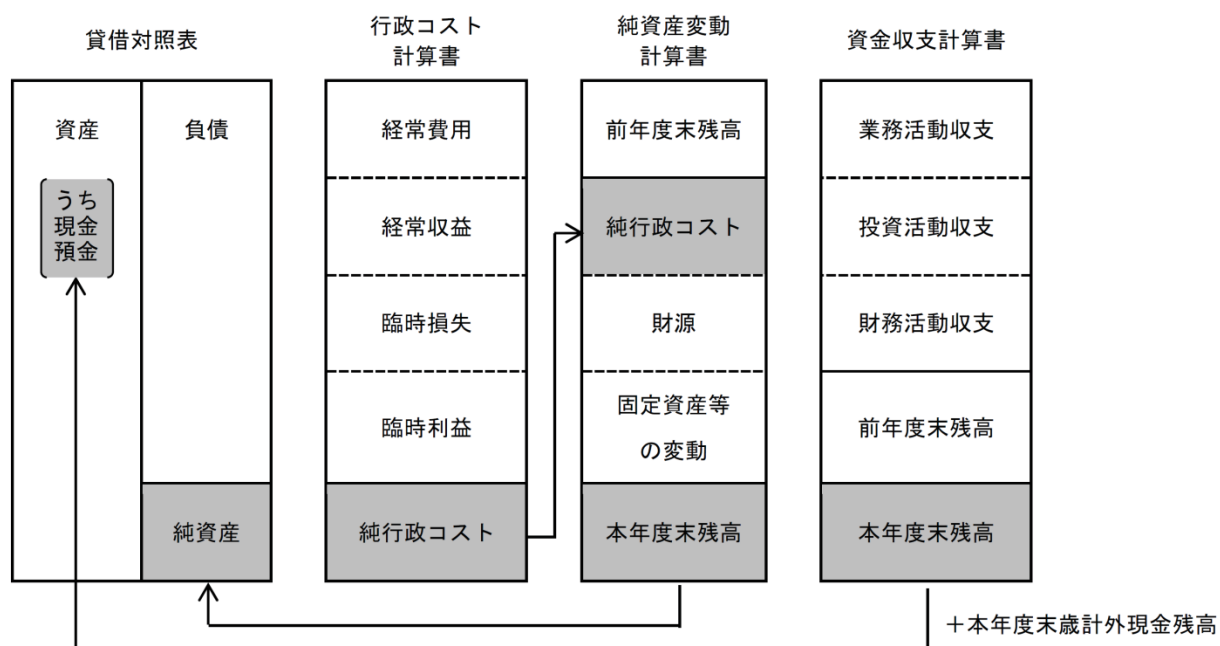 貸借対照表
資産
うち
現金
預金
負債
純資産
行政コスト
計算書
経常費用
経常収益
臨時損失
臨時利益
純行政コスト
純資産変動
計算書
前年度末残高
純行政コスト
財源
固定資産等
の変動
本年度末残高
資金収支計算書
業務活動収支
投資活動収支
財務活動収支
前年度末残高
本年度末残高
＋本年度末歳計外現金残高